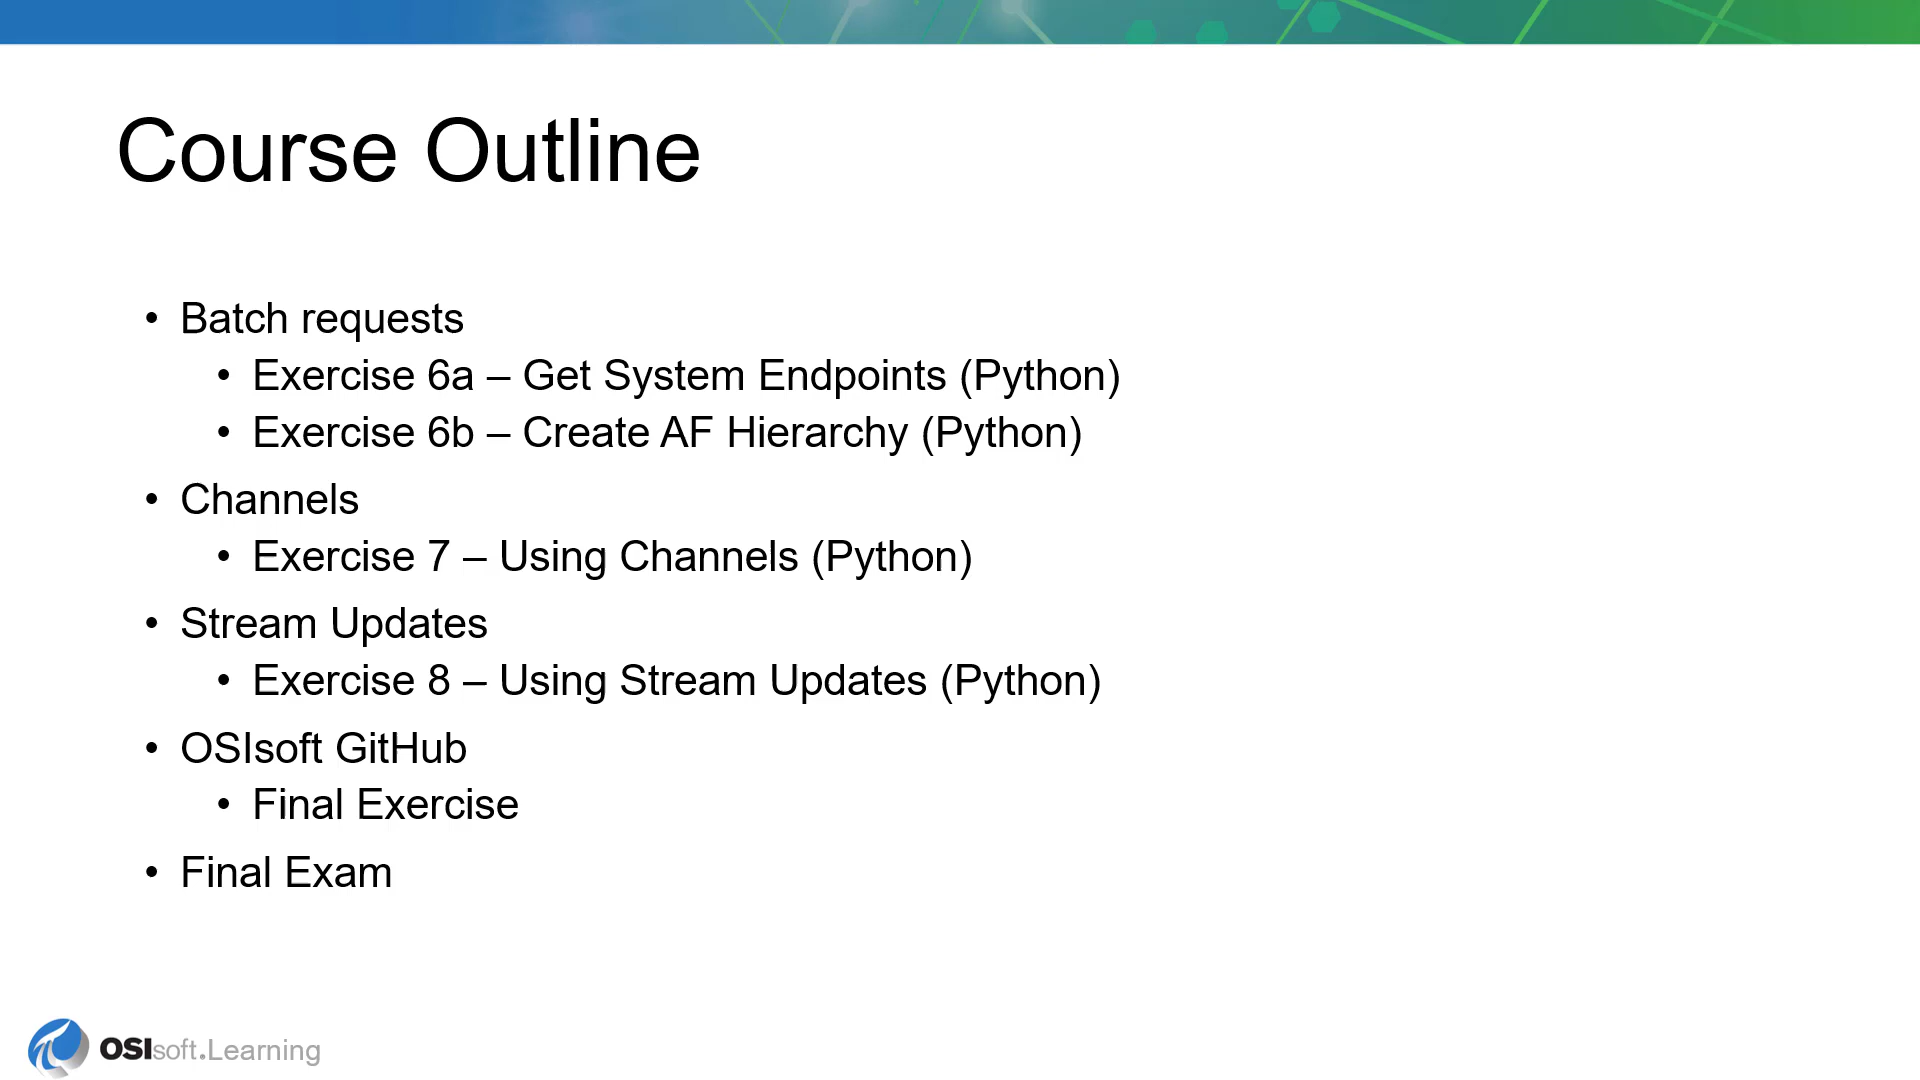 Course Outline
• Batch requests
• Exercise 6a – Get System Endpoints (Python)
• Exercise 6b – Create AF Hierarchy (Python)
• Channels
• Exercise 7 – Using Channels (Python)
• Stream Updates
• Exercise 8 – Using Stream Updates (Python)
• OSIsoft GitHub
• Final Exercise
• Final Exam
OSIsoft.Learning